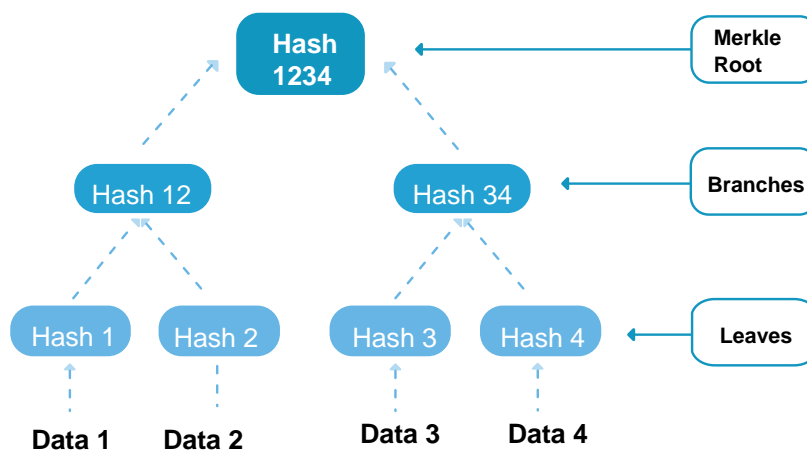 Hash
1234
Merkle
Root
Hash 12
Hash 34
Branches
Hash 1
Hash 2
Hash 3
Hash 4
Leaves
Data 1
Data 2
Data 3
Data 4